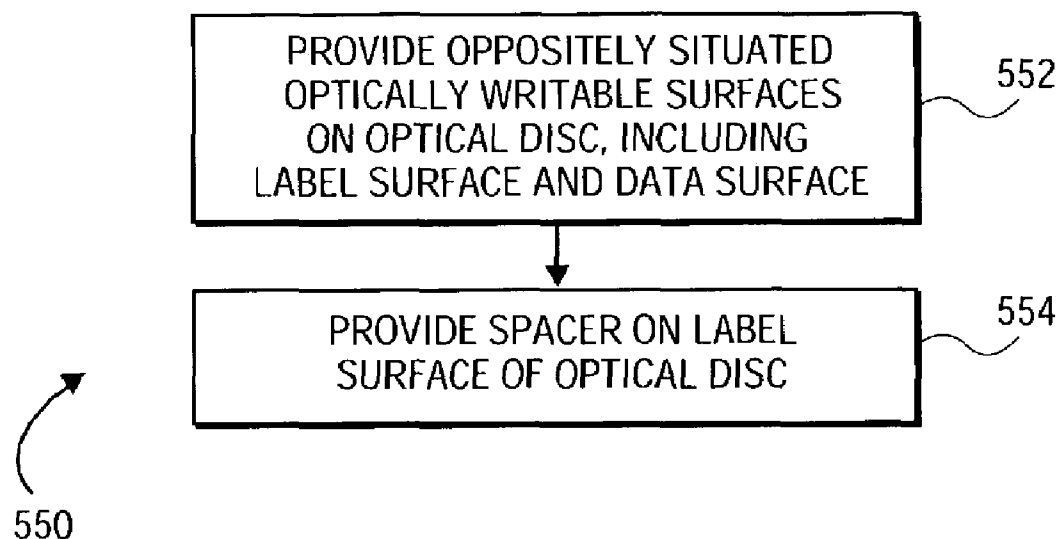 PROVIDE OPPOSITELY SITUATED
OPTICALLY WRITABLE SURFACES
ON OPTICAL DISC, INCLUDING
LABEL SURFACE AND DATA SURFACE
552
PROVIDE SPACER ON LABEL
SURFACE OF OPTICAL DISC
554
550